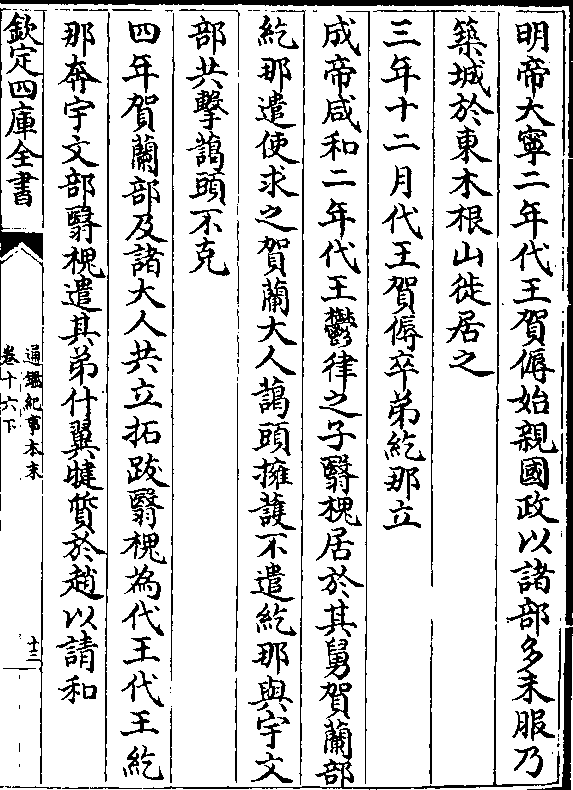 明帝大寧二年代王賀傉始親國政以諸部多未服乃
築城於東木根山徙居之
三年十二月代王賀傉卒弟紇那立
成帝咸和二年代王鬱律之子翳槐居於其舅賀蘭部
紇那遣使求之賀蘭大人藹頭擁護不遣紇那與宇文
部共擊藹頭不克
四年賀蘭部及諸大人共立拓跋翳槐為代王代王紇
那奔宇文部翳槐遣其弟什翼犍質於趙以請和
欽定四庫全書
通鑑紀事本末
卷十六下
十三